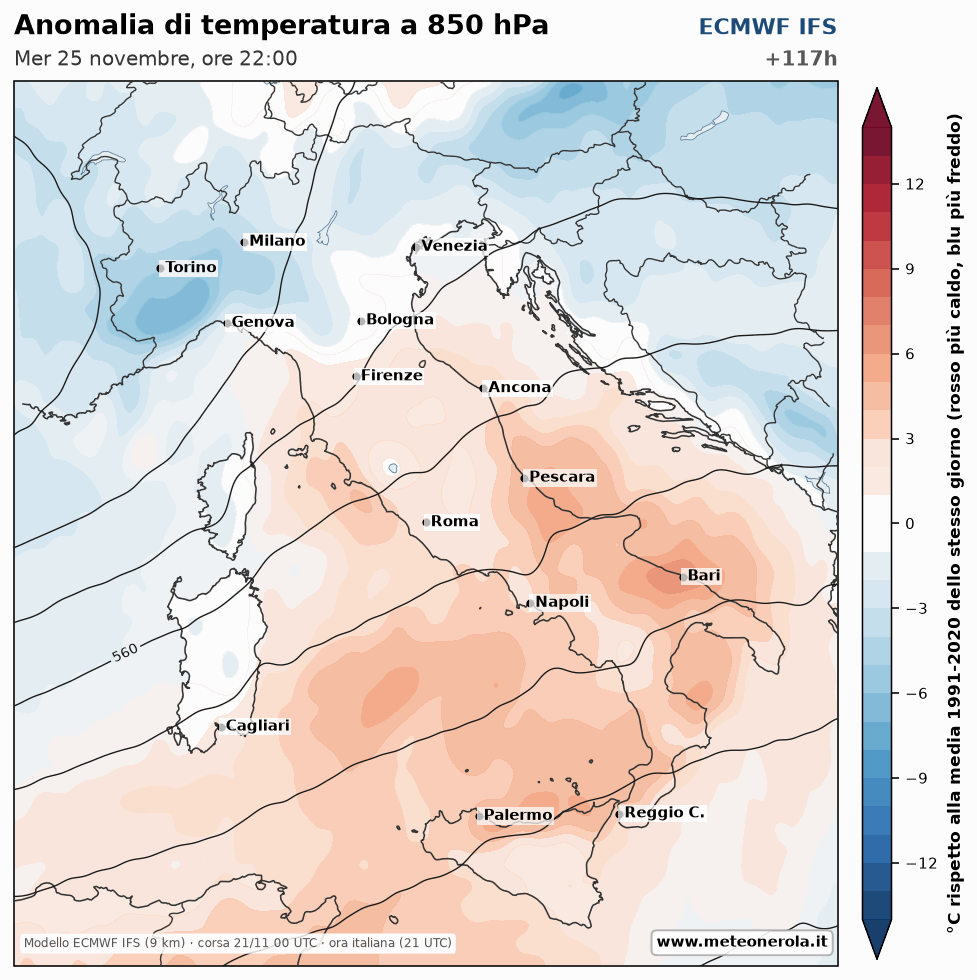 Anomalia di temperatura a 850 hPa
ECMWF IFS
Mer 25 novembre, ore 22:00
+117h
Milano
Venezia
Torino
Genova
Bologna
Firenze
Ancona
Pescara
Roma
Bari
Napoli
560
Cagliari
Palermo
Reggio C.
12
9
6
3
0
−3
−6
−9
−12
°C rispetto alla media 1991-2020 dello stesso giorno (rosso più caldo, blu più freddo)
Modello ECMWF IFS (9 km) · corsa 21/11 00 UTC · ora italiana (21 UTC)
www.meteonerola.it